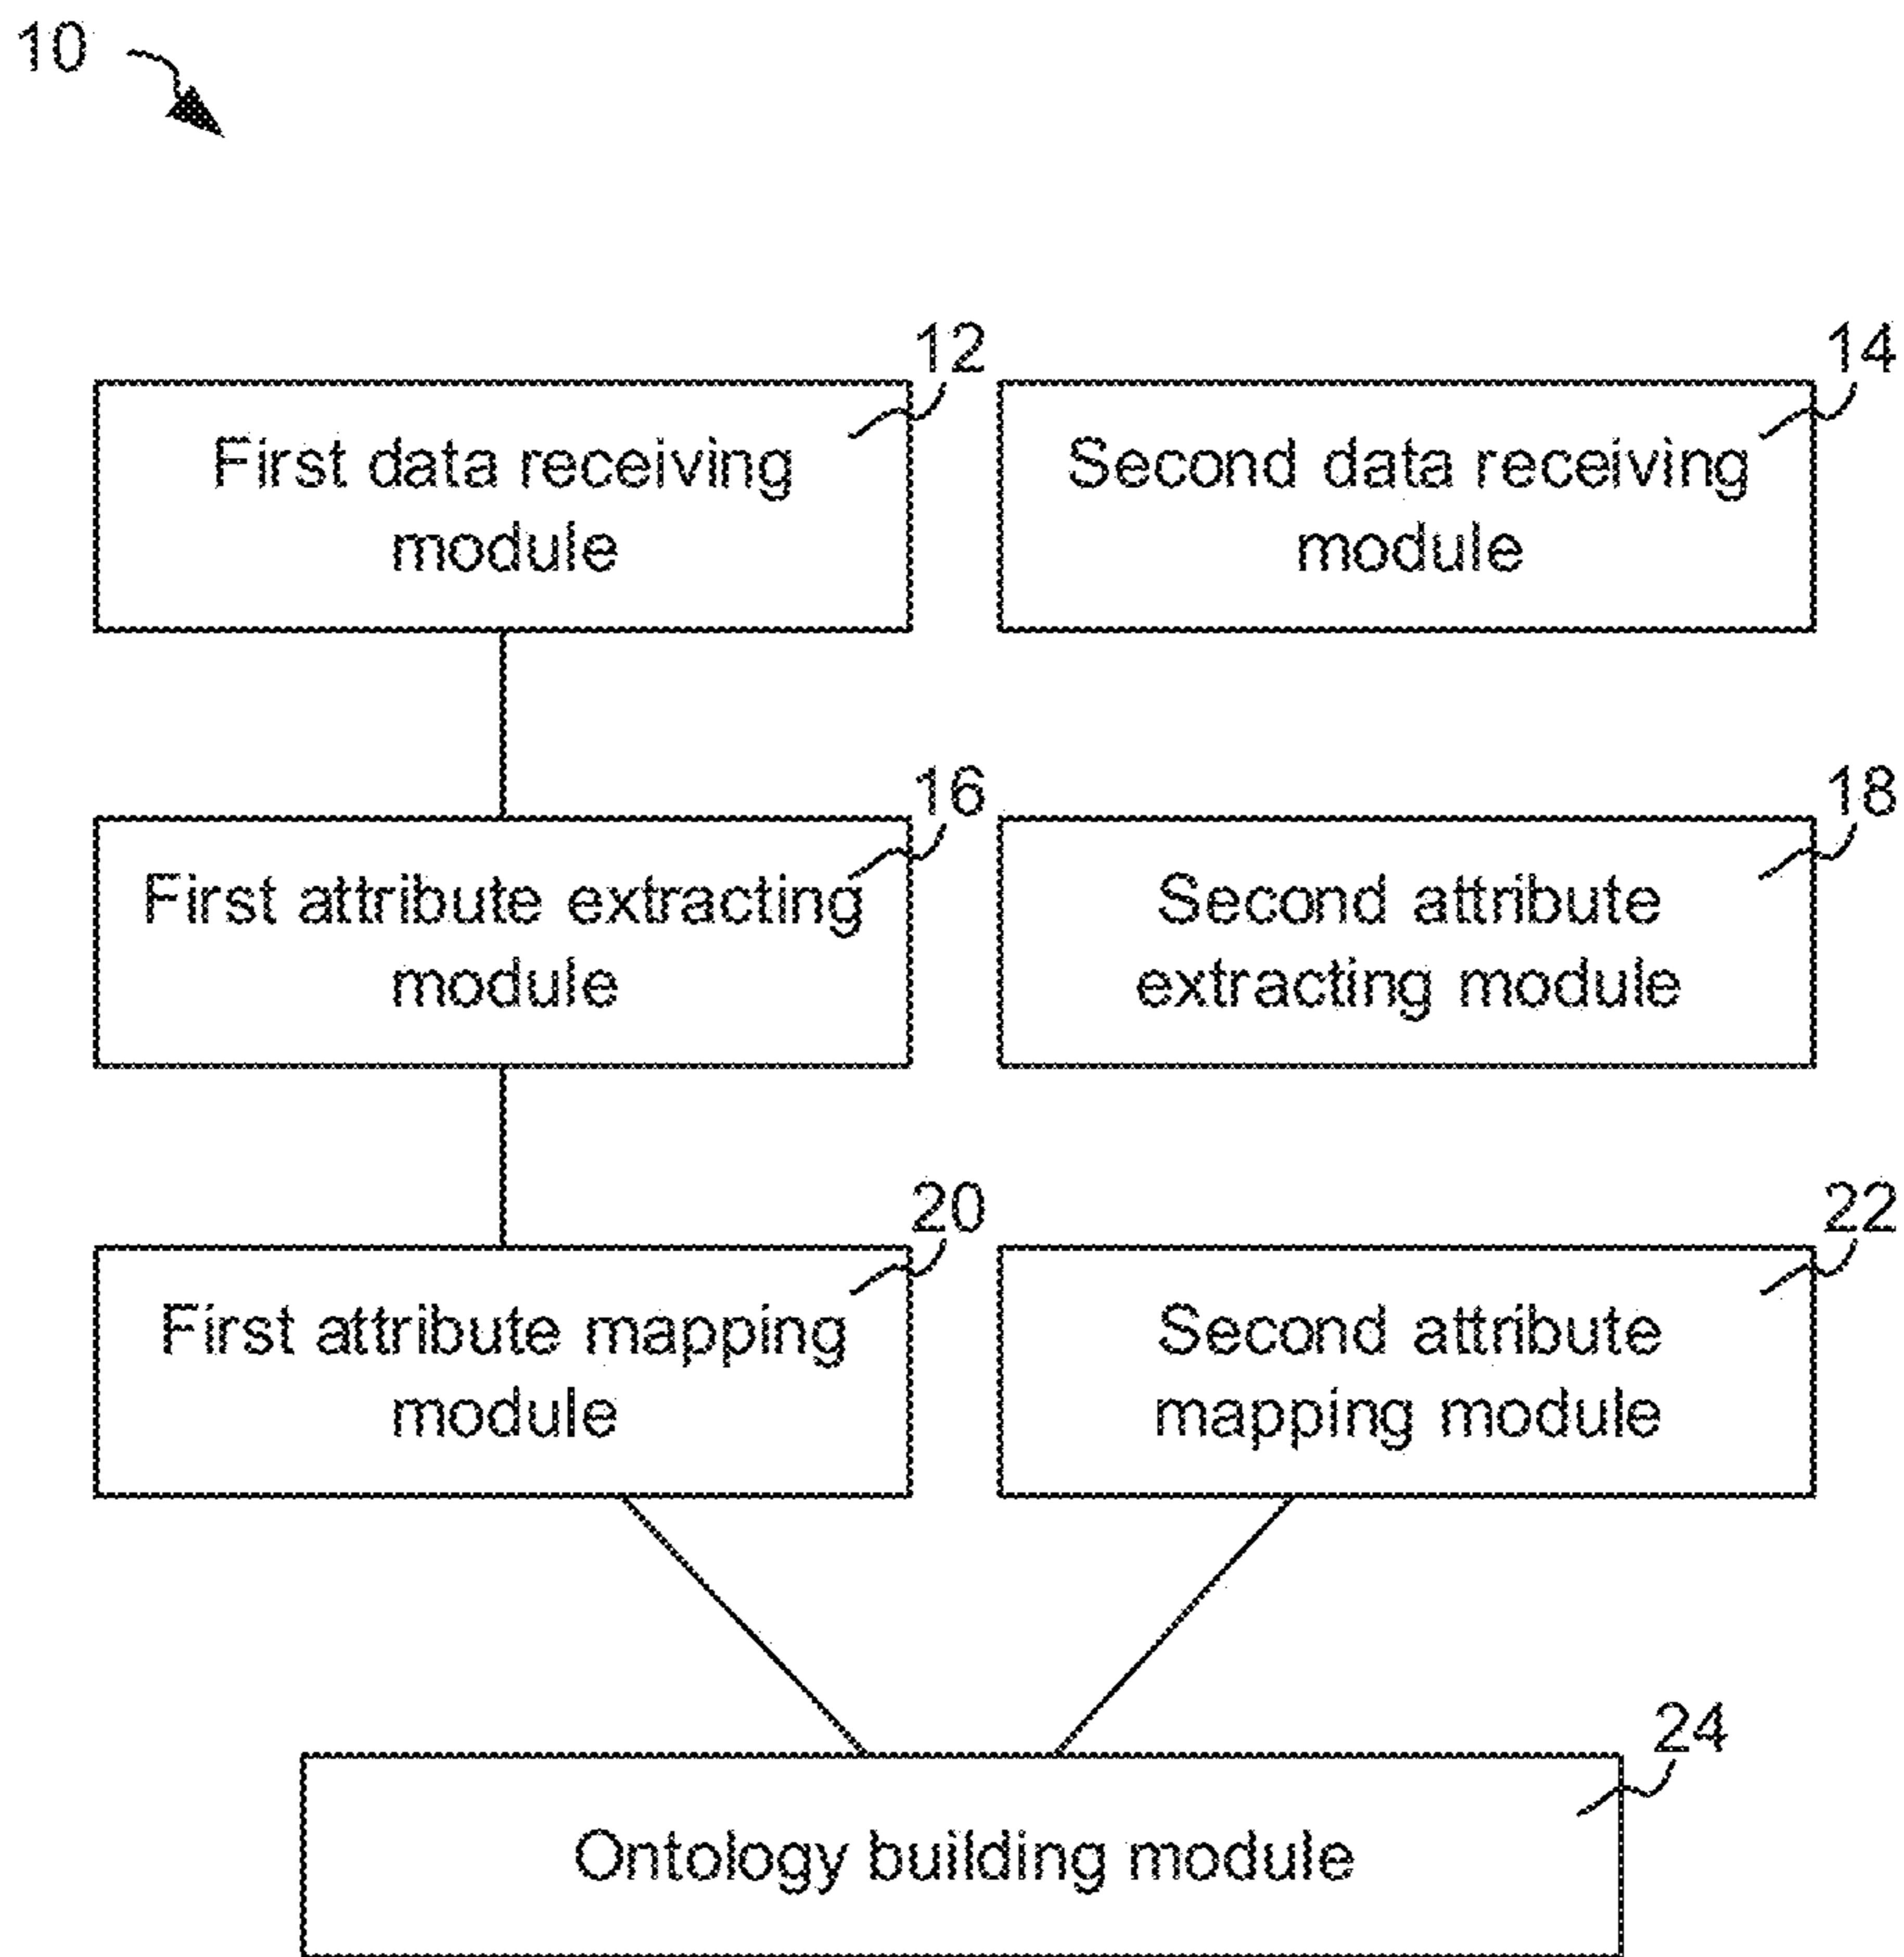 10
12
14
First data receiving
module
Second data receiving
module
16
18
First attribute extracting
module
Second attribute
extracting module
20
22
First attribute mapping
module
Second attribute
mapping module
24
Ontology building module